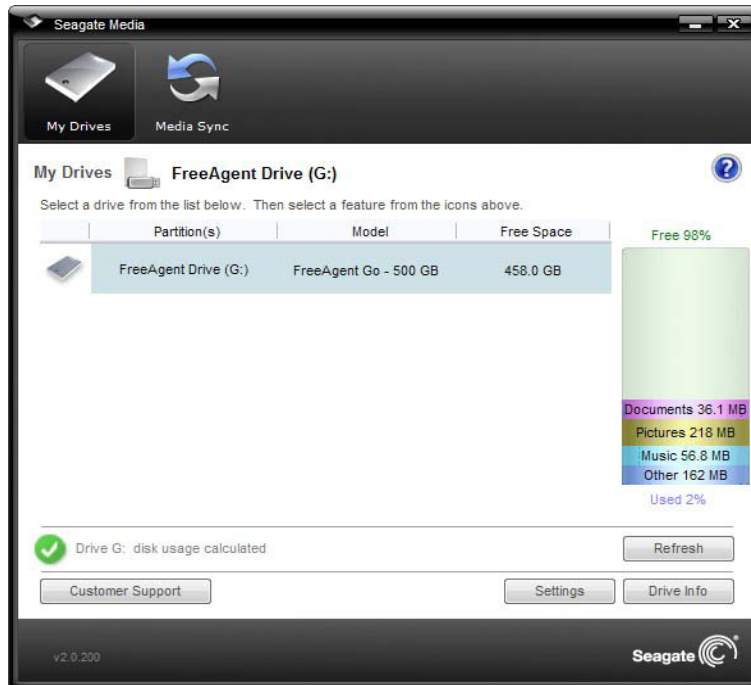 Seagate Media
My Drives Media Sync
My Drives FreeAgent Drive (G:)
?
Select a drive from the list below. Then select a feature from the icons above.
Partition(s) Model Free Space
Free 98%
FreeAgent Drive (G:) FreeAgent Go - 500 GB 458.0 GB
Documents 36.1 MB
Pictures 218 MB
Music 56.8 MB
Other 162 MB
Used 2%
Drive G: disk usage calculated Refresh
Customer Support Settings Drive Info
v2.0.200 Seagate